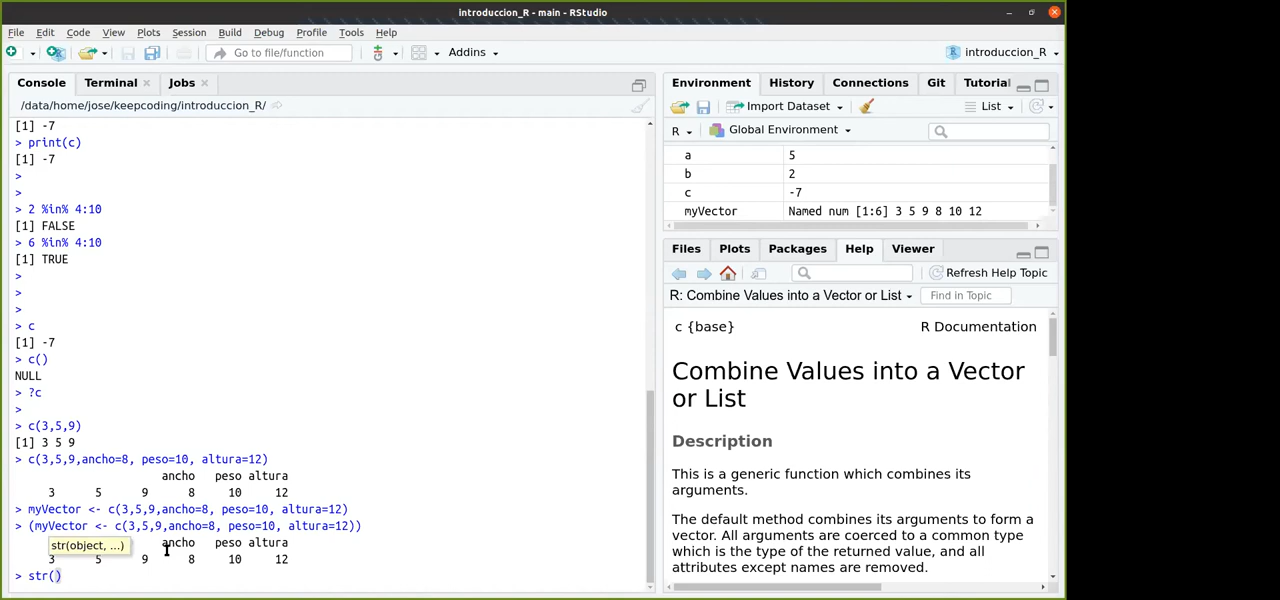 introduccion_R - main - RStudio
File Edit Code View Plots Session Build Debug Profile Tools Help
Go to file/function Addins introduccion_R
Console Terminal Jobs
/data/home/jose/keepcoding/introduccion_R/
[1] -7
> print(c)
[1] -7
>
>
> 2 %in% 4:10
[1] FALSE
> 6 %in% 4:10
[1] TRUE
>
>
>
> c
[1] -7
> c()
NULL
> ?c
>
> c(3,5,9)
[1] 3 5 9
> c(3,5,9,ancho=8, peso=10, altura=12)
ancho peso altura
3 5 9 8 10 12
> myVector <- c(3,5,9,ancho=8, peso=10, altura=12)
> (myVector <- c(3,5,9,ancho=8, peso=10, altura=12))
ancho peso altura
str(object, ...)
3 5 9 8 10 12
> str()
Environment History Connections Git Tutorial
Import Dataset List
R Global Environment
a 5
b 2
c -7
myVector Named num [1:6] 3 5 9 8 10 12
Files Plots Packages Help Viewer
Refresh Help Topic
R: Combine Values into a Vector or List Find in Topic
c {base} R Documentation
Combine Values into a Vector
or List
Description
This is a generic function which combines its
arguments.
The default method combines its arguments to form a
vector. All arguments are coerced to a common type
which is the type of the returned value, and all
attributes except names are removed.